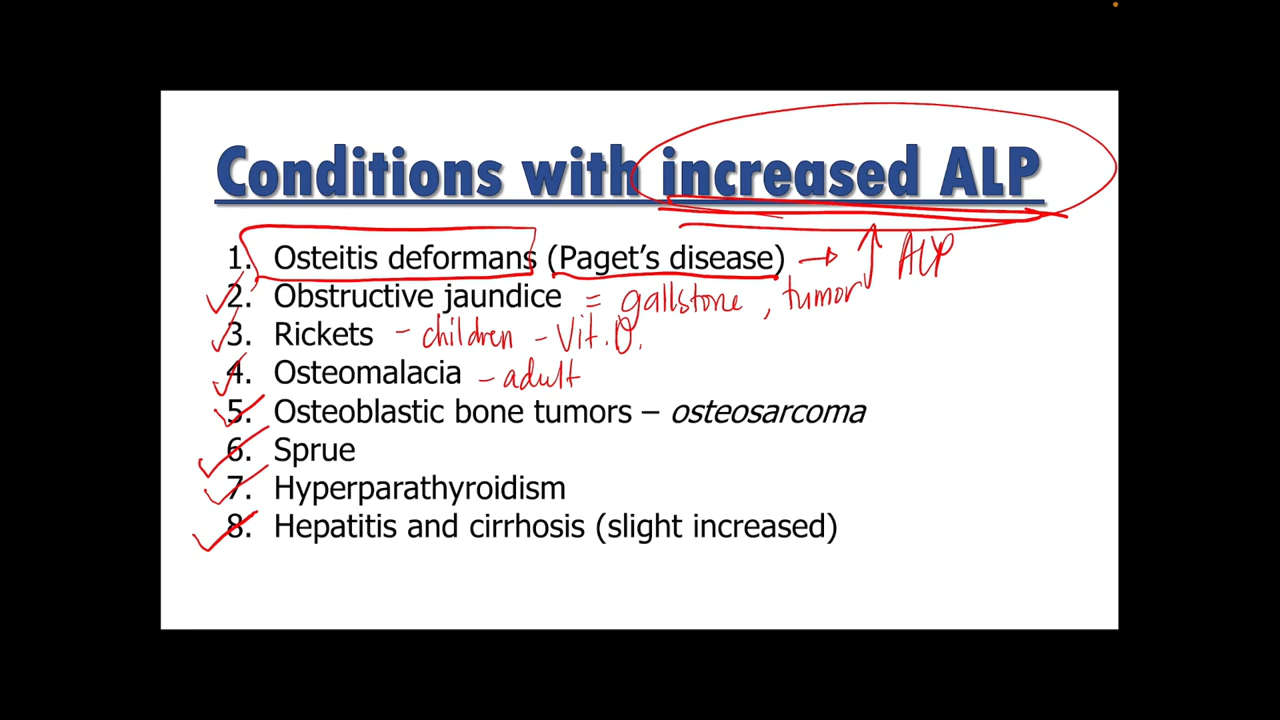 Conditions with increased ALP
1. Osteitis deformans (Paget's disease) → ↑ ALP
2. Obstructive jaundice = gallstone, tumor
3. Rickets - children - Vit. D.
4. Osteomalacia - adult
5. Osteoblastic bone tumors – osteosarcoma
6. Sprue
7. Hyperparathyroidism
8. Hepatitis and cirrhosis (slight increased)